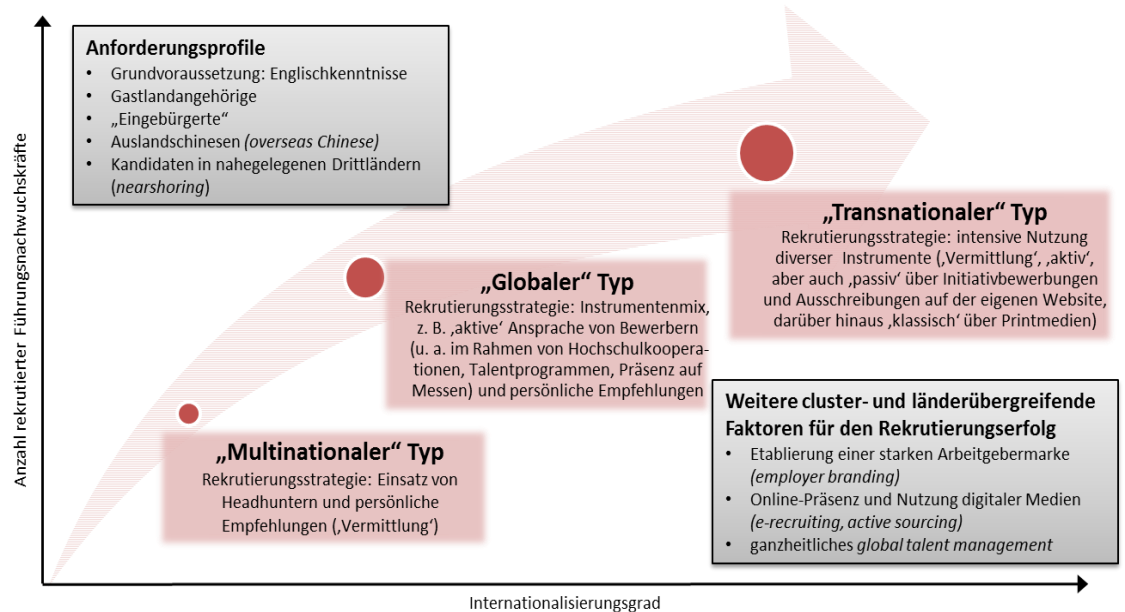 Anzahl rekrutierter Führungsnachwuchskräfte
Anforderungsprofile
• Grundvoraussetzung: Englischkenntnisse
• Gastlandangehörige
• „Eingebürgerte“
• Auslandschinesen (overseas Chinese)
• Kandidaten in nahegelegenen Drittländern
(nearshoring)
„Transnationaler“ Typ
Rekrutierungsstrategie: intensive Nutzung
diverser Instrumente (‚Vermittlung‘, ‚aktiv‘,
aber auch ‚passiv‘ über Initiativbewerbungen
und Ausschreibungen auf der eigenen Website,
darüber hinaus ‚klassisch‘ über Printmedien)
„Globaler“ Typ
Rekrutierungsstrategie: Instrumentenmix,
z. B. ‚aktive‘ Ansprache von Bewerbern
(u. a. im Rahmen von Hochschulkoopera-
tionen, Talentprogrammen, Präsenz auf
Messen) und persönliche Empfehlungen
„Multinationaler“ Typ
Rekrutierungsstrategie: Einsatz von
Headhuntern und persönliche
Empfehlungen (‚Vermittlung‘)
Weitere cluster- und länderübergreifende
Faktoren für den Rekrutierungserfolg
• Etablierung einer starken Arbeitgebermarke
(employer branding)
• Online-Präsenz und Nutzung digitaler Medien
(e-recruiting, active sourcing)
• ganzheitliches global talent management
Internationalisierungsgrad